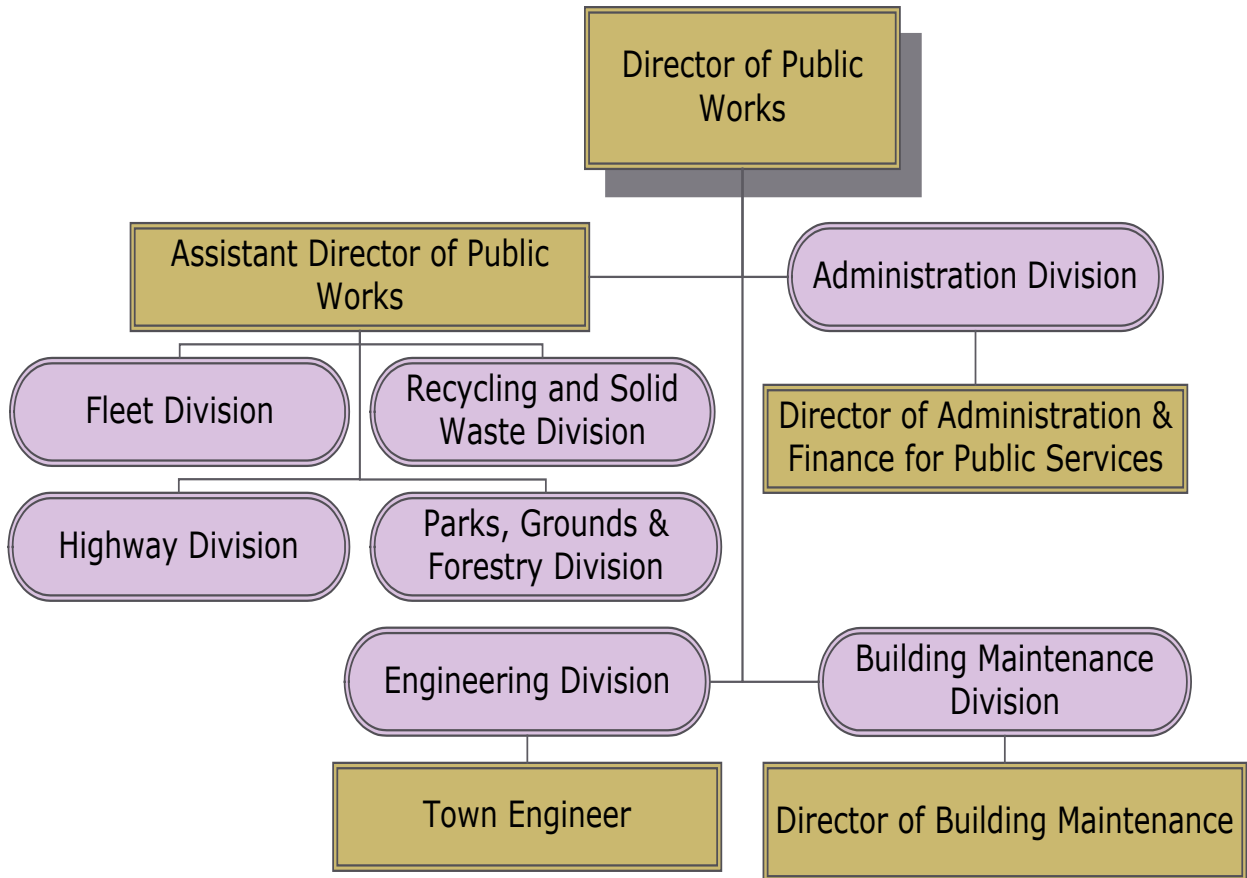 Director of Public
Works
Assistant Director of Public
Works
Administration Division
Fleet Division
Recycling and Solid
Waste Division
Director of Administration &
Finance for Public Services
Highway Division
Parks, Grounds &
Forestry Division
Engineering Division
Building Maintenance
Division
Town Engineer
Director of Building Maintenance